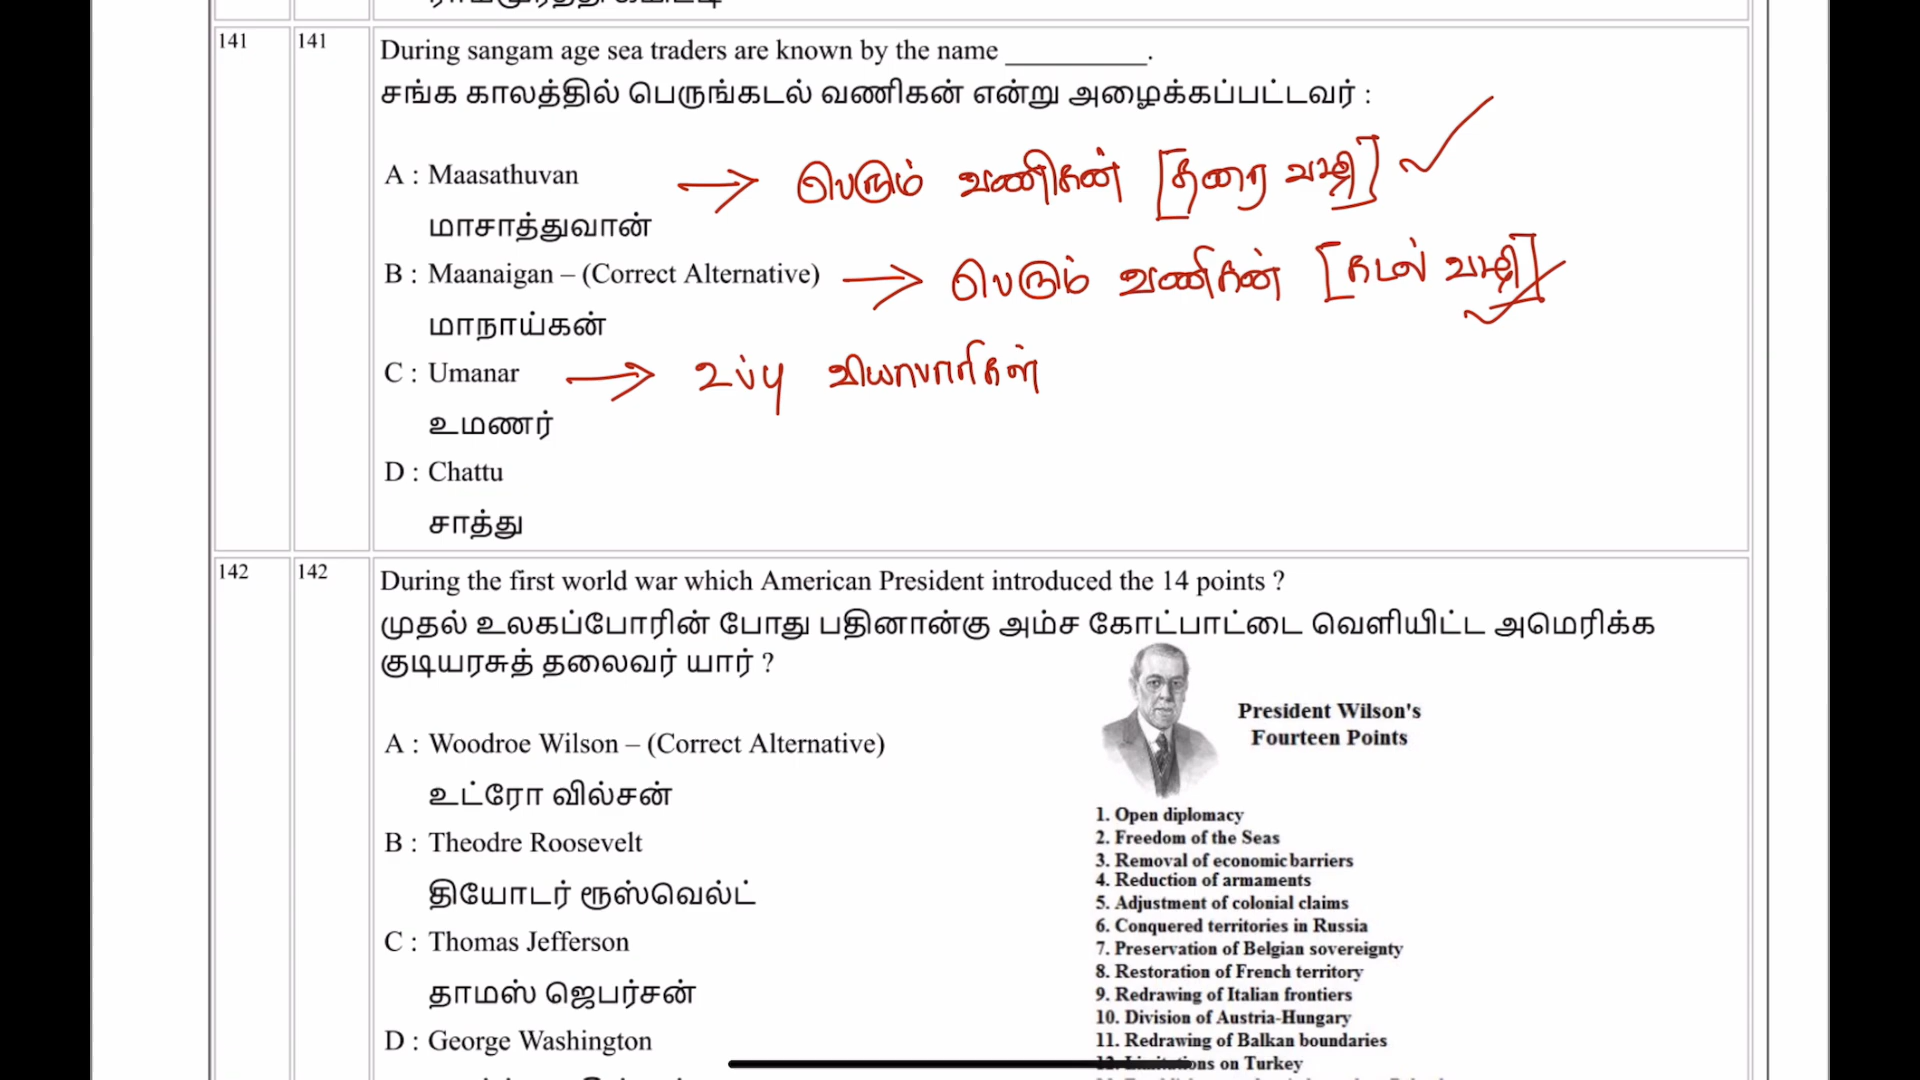 141 141 During sangam age sea traders are known by the name __________.
சங்க காலத்தில் பெருங்கடல் வணிகன் என்று அழைக்கப்பட்டவர் :
A : Maasathuvan → பெரும் வணிகன் [தரை வழி]
மாசாத்துவான்
B : Maanaigan – (Correct Alternative) → பெரும் வணிகன் [கடல் வழி]
மாநாய்கன்
C : Umanar → உப்பு வியாபாரிகள்
உமணர்
D : Chattu
சாத்து
142 142 During the first world war which American President introduced the 14 points ?
முதல் உலகப்போரின் போது பதினான்கு அம்ச கோட்பாட்டை வெளியிட்ட அமெரிக்க
குடியரசுத் தலைவர் யார் ?
A : Woodroe Wilson – (Correct Alternative)
உட்ரோ வில்சன்
B : Theodre Roosevelt
தியோடர் ரூஸ்வெல்ட்
C : Thomas Jefferson
தாமஸ் ஜெபர்சன்
D : George Washington
President Wilson's
Fourteen Points
1. Open diplomacy
2. Freedom of the Seas
3. Removal of economic barriers
4. Reduction of armaments
5. Adjustment of colonial claims
6. Conquered territories in Russia
7. Preservation of Belgian sovereignty
8. Restoration of French territory
9. Redrawing of Italian frontiers
10. Division of Austria-Hungary
11. Redrawing of Balkan boundaries
12. Limitations on Turkey